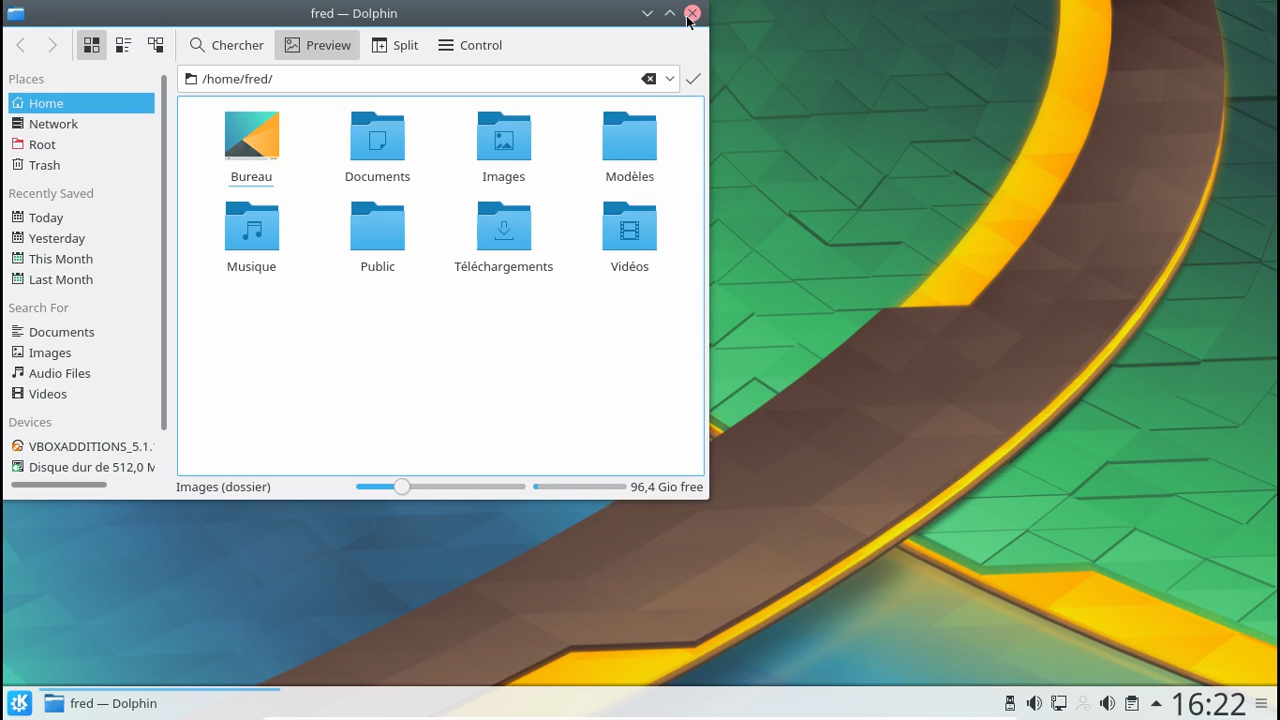 fred — Dolphin
Chercher
Preview
Split
Control
Places
Home
Network
Root
Trash
Recently Saved
Today
Yesterday
This Month
Last Month
Search For
Documents
Images
Audio Files
Videos
Devices
VBOXADDITIONS_5.1.
Disque dur de 512,0 M
/home/fred/
Bureau
Documents
Images
Modèles
Musique
Public
Téléchargements
Vidéos
Images (dossier)
96,4 Gio free
fred — Dolphin
16:22